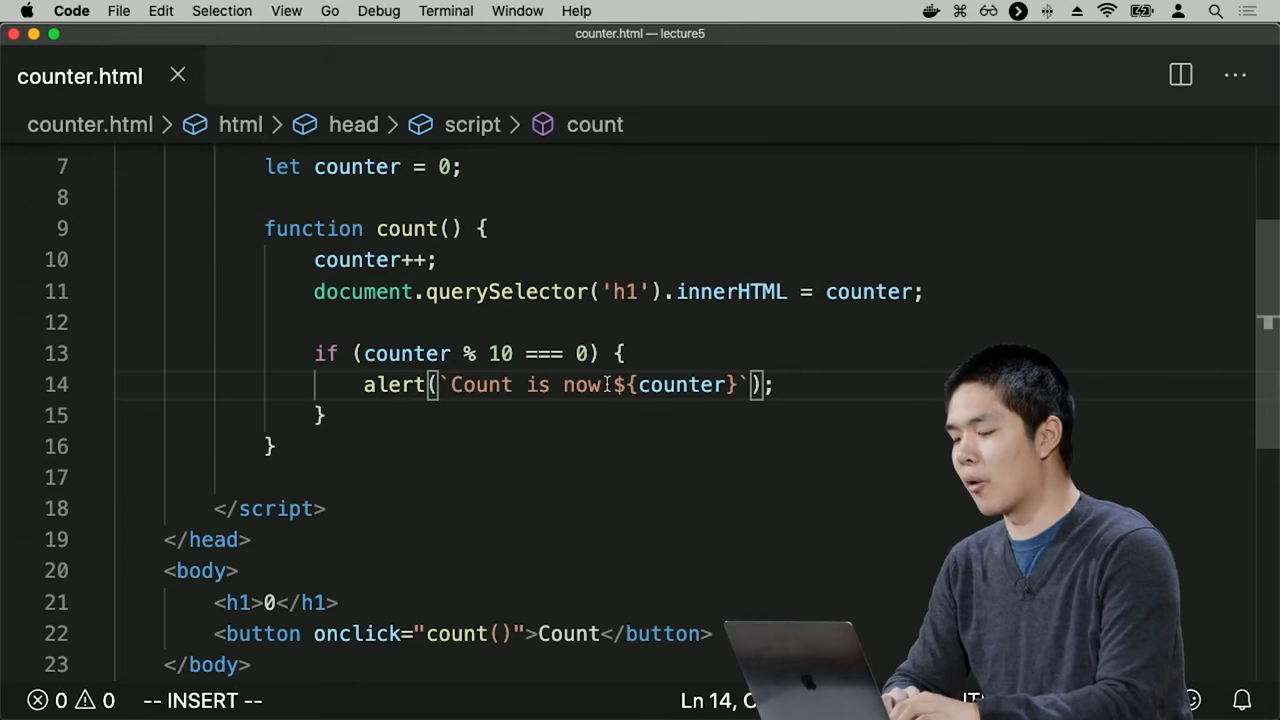 Code File Edit Selection View Go Debug Terminal Window Help
counter.html — lecture5
counter.html
counter.html > html > head > script > count
7 let counter = 0;
8
9 function count() {
10 counter++;
11 document.querySelector('h1').innerHTML = counter;
12
13 if (counter % 10 === 0) {
14 alert(`Count is now ${counter}`);
15 }
16 }
17
18 </script>
19 </head>
20 <body>
21 <h1>0</h1>
22 <button onclick="count()">Count</button>
23 </body>
0 0 -- INSERT -- Ln 14,